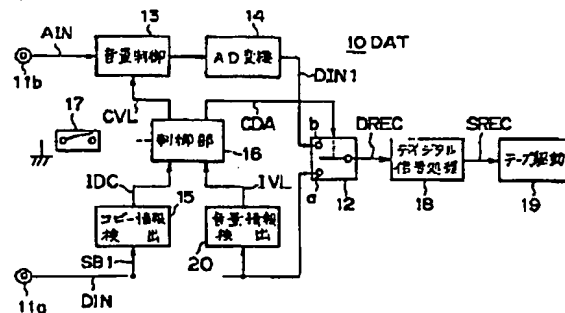 13
14
AIN
音量制御
AD変換
10 DAT
11b
DIN1
17
CVL
CDA
制御部
16
b
DREC
ディジタル
信号処理
SREC
テープ駆動
a
12
18
19
IDC
15
IVL
コピー情報
検出
音量情報
検出
SB1
20
DIN
11a